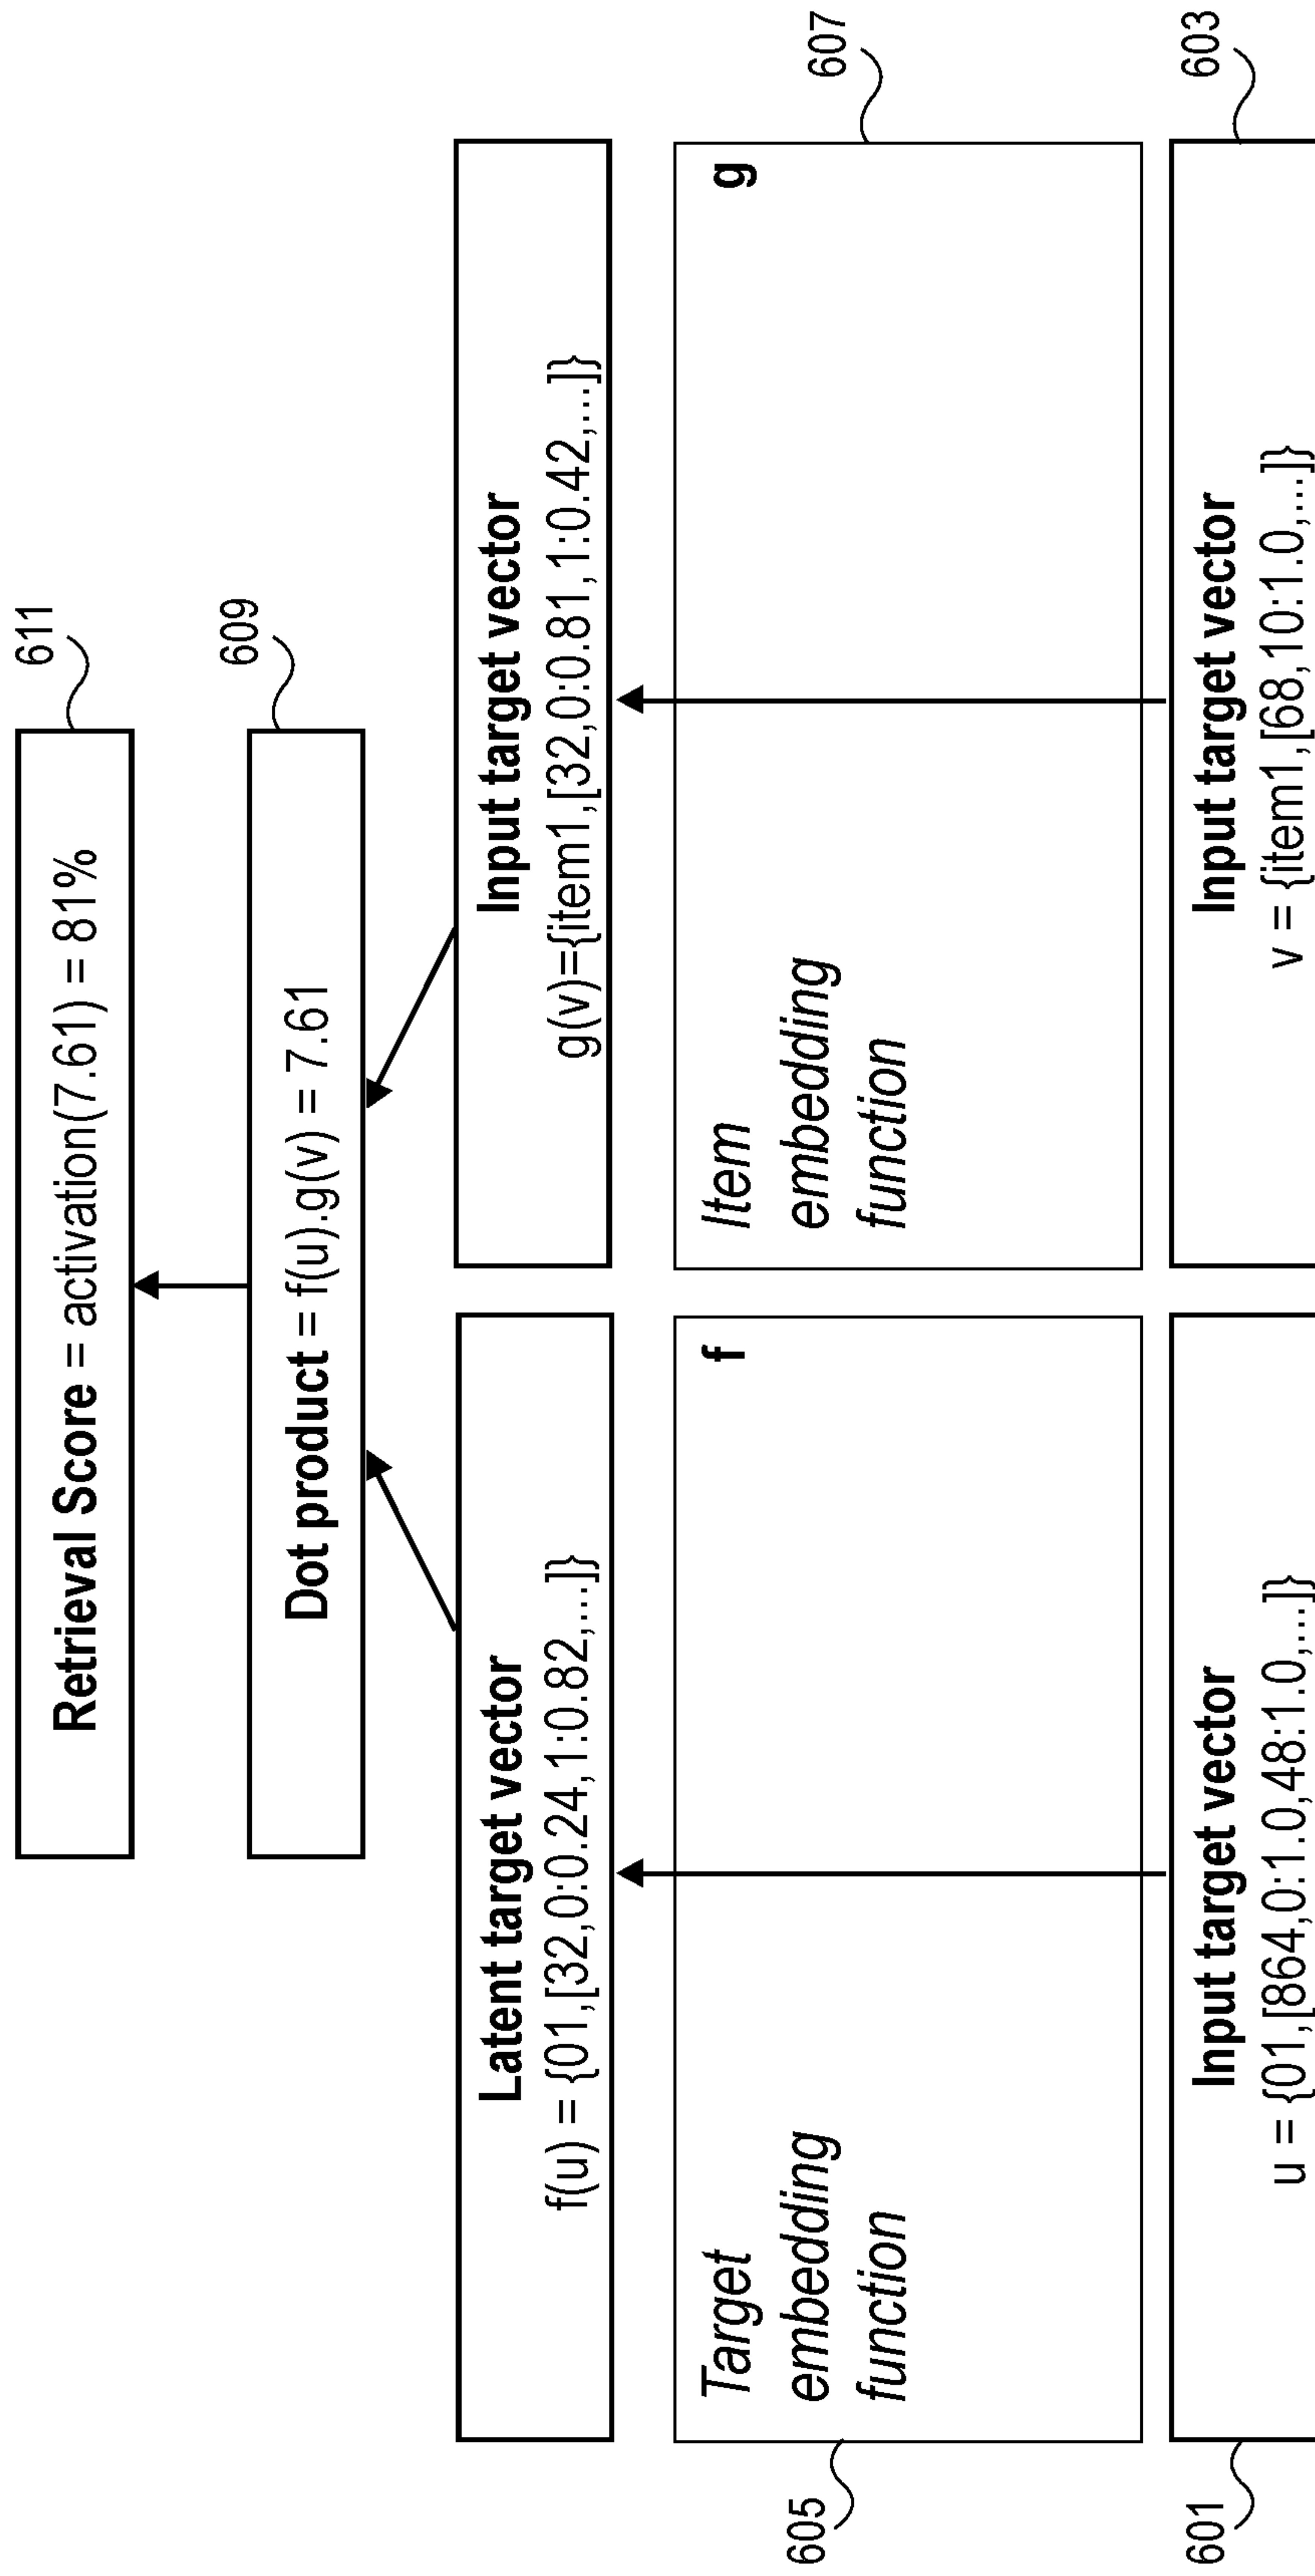 611
Retrieval Score = activation(7.61) = 81%
609
Dot product = f(u).g(v) = 7.61
Latent target vector
f(u) = {01,[32,0:0.24,1:0.82,...]}
Input target vector
g(v)={item1,[32,0:0.81,1:0.42,...]}
605
Target
embedding
function
f
Item
embedding
function
g
607
601
Input target vector
u = {01,[864,0:1.0,48:1.0,...]}
Input target vector
v = {item1,[68,10:1.0,...]}
603